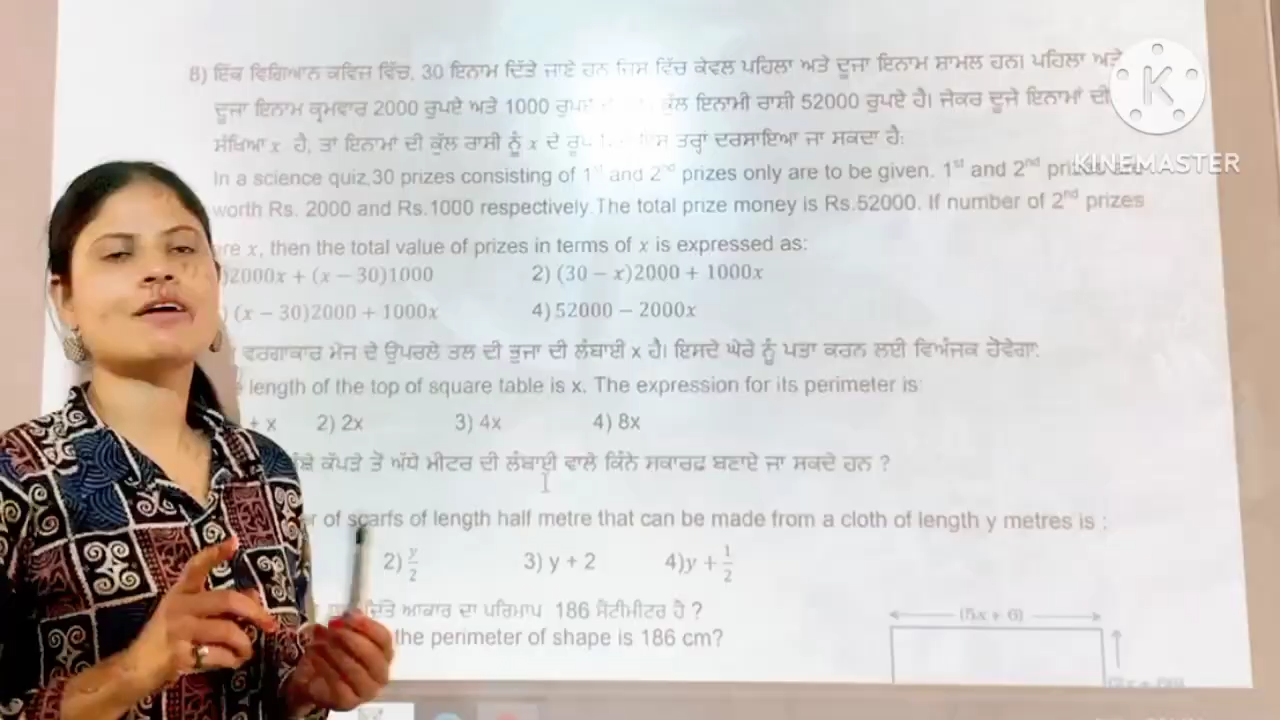 8) ਇੱਕ ਵਿਗਿਆਨ ਕਵਿਜ ਵਿੱਚ, 30 ਇਨਾਮ ਦਿੱਤੇ ਜਾਣੇ ਹਨ ਜਿਸ ਵਿੱਚ ਕੇਵਲ ਪਹਿਲਾ ਅਤੇ ਦੂਜਾ ਇਨਾਮ ਸ਼ਾਮਲ ਹਨ। ਪਹਿਲਾ ਅਤੇ
ਦੂਜਾ ਇਨਾਮ ਕ੍ਰਮਵਾਰ 2000 ਰੁਪਏ ਅਤੇ 1000 ਰੁਪਏ ਕੁੱਲ ਇਨਾਮੀ ਰਾਸ਼ੀ 52000 ਰੁਪਏ ਹੈ। ਜੇਕਰ ਦੂਜੇ ਇਨਾਮਾਂ ਦੀ
ਸੰਖਿਆ x ਹੈ, ਤਾਂ ਇਨਾਮਾਂ ਦੀ ਕੁੱਲ ਰਾਸ਼ੀ ਨੂੰ x ਦੇ ਰੂਪ ਇਸ ਤਰ੍ਹਾਂ ਦਰਸਾਇਆ ਜਾ ਸਕਦਾ ਹੈ:
In a science quiz,30 prizes consisting of 1st and 2nd prizes only are to be given. 1st and 2nd
worth Rs. 2000 and Rs.1000 respectively.The total prize money is Rs.52000. If number of 2nd prizes
x, then the total value of prizes in terms of x is expressed as:
)2000x + (x − 30)1000 2) (30 − x)2000 + 1000x
) (x − 30)2000 + 1000x 4) 52000 − 2000x
ਵਰਗਾਕਾਰ ਮੇਜ ਦੇ ਉਪਰਲੇ ਤਲ ਦੀ ਭੁਜਾ ਦੀ ਲੰਬਾਈ x ਹੈ। ਇਸਦੇ ਘੇਰੇ ਨੂੰ ਪਤਾ ਕਰਨ ਲਈ ਵਿਅੰਜਕ ਹੋਵੇਗਾ:
length of the top of square table is x. The expression for its perimeter is
+ x 2) 2x 3) 4x 4) 8x
ਕੱਪੜੇ ਤੋਂ ਅੱਧੇ ਮੀਟਰ ਦੀ ਲੰਬਾਈ ਵਾਲੇ ਕਿੰਨੇ ਸਕਾਰਫ਼ ਬਣਾਏ ਜਾ ਸਕਦੇ ਹਨ ?
of scarfs of length half metre that can be made from a cloth of length y metres is :
2) y/2 3) y + 2 4)y + 1/2
ਦਿੱਤੇ ਆਕਾਰ ਦਾ ਪਰਿਮਾਪ 186 ਸੈਂਟੀਮੀਟਰ ਹੈ ?
the perimeter of shape is 186 cm?
(5x + 6)
K
KINEMASTER